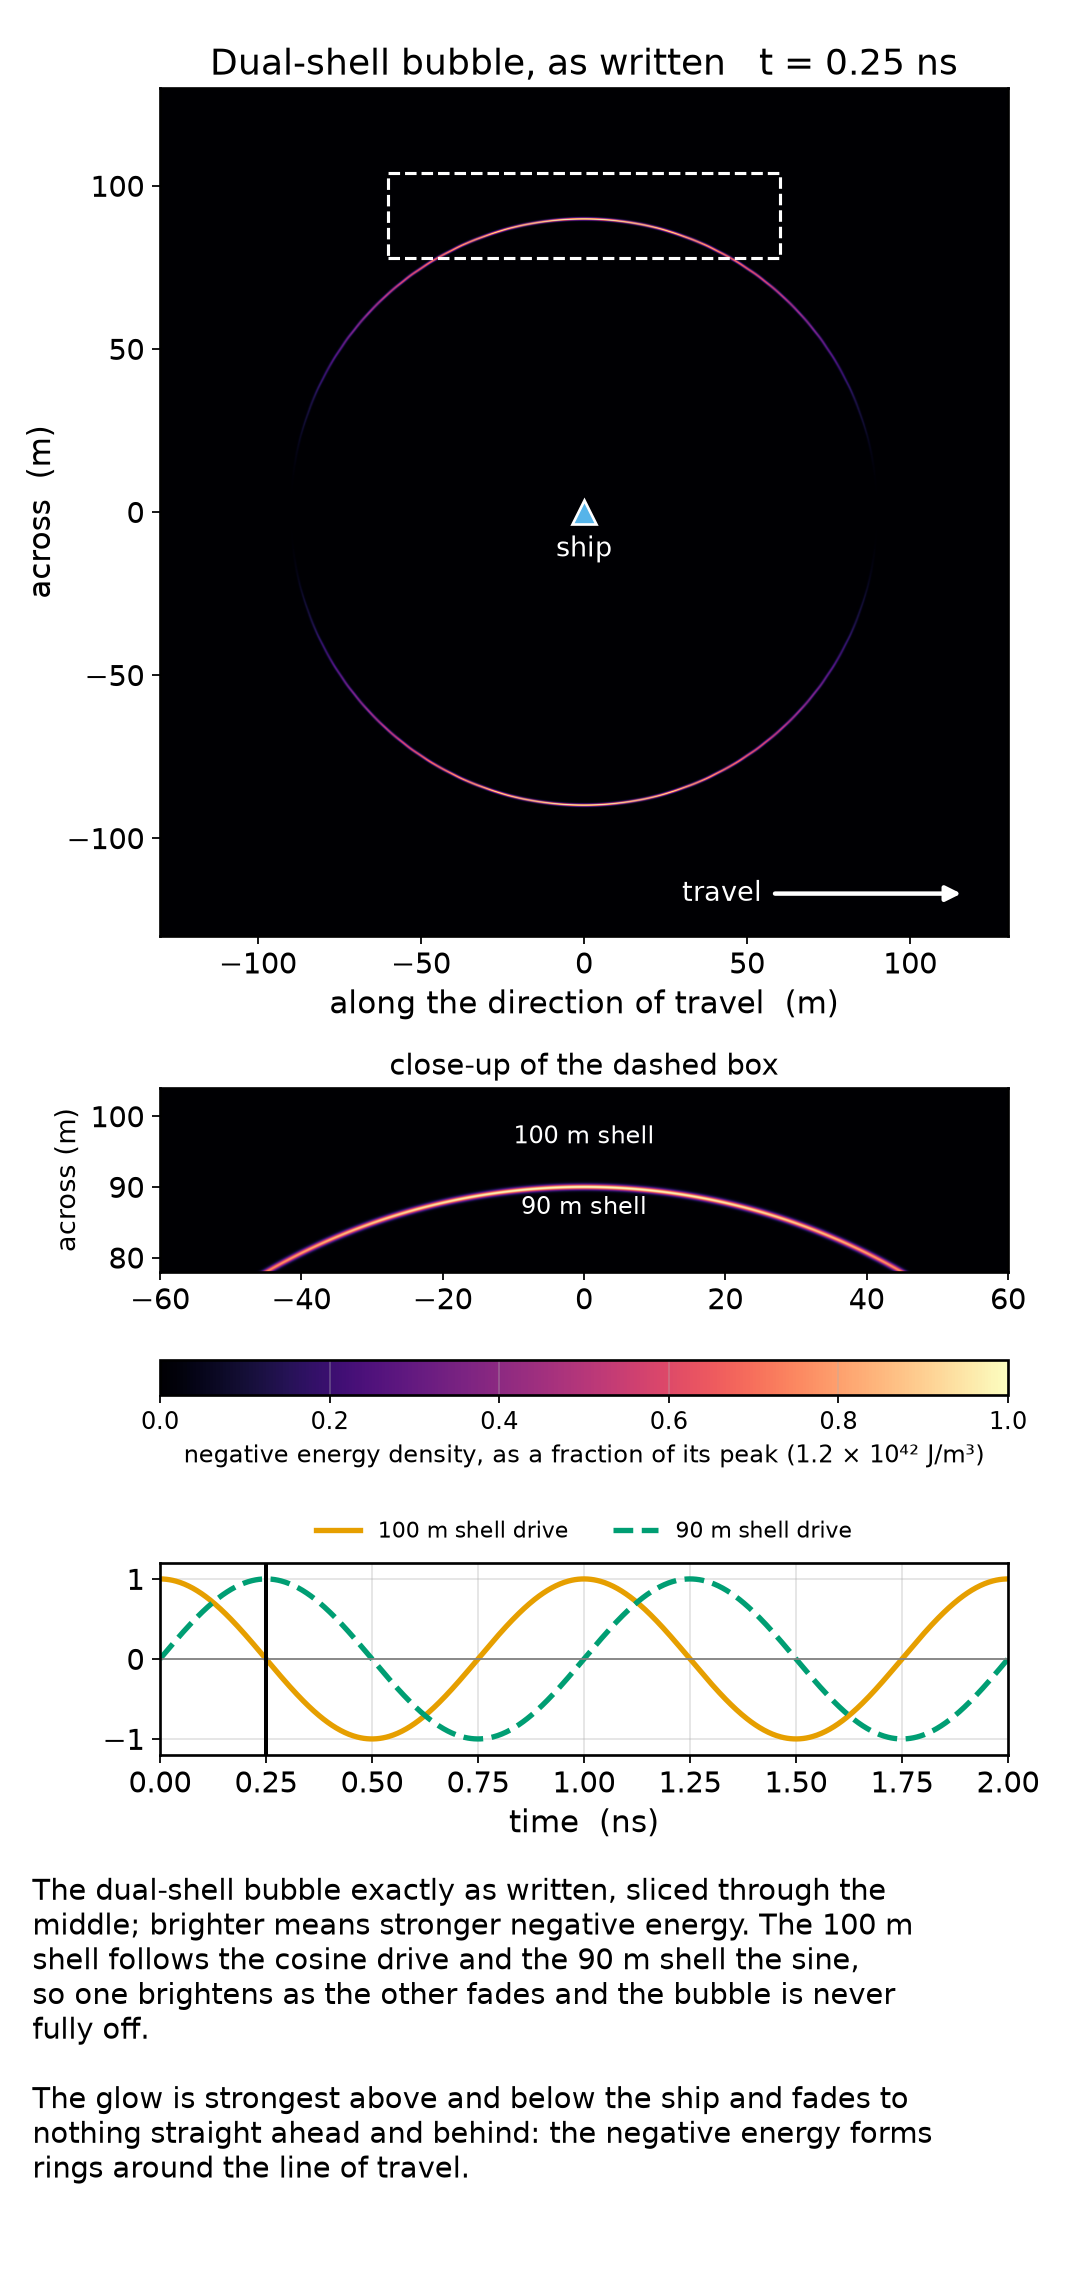 Dual-shell bubble, as written   t = 0.25 ns
100
50
0
−50
−100
across  (m)
ship
travel
−100
−50
0
50
100
along the direction of travel  (m)
close-up of the dashed box
100
90
80
across (m)
100 m shell
90 m shell
−60
−40
−20
0
20
40
60
0.0
0.2
0.4
0.6
0.8
1.0
negative energy density, as a fraction of its peak (1.2 × 10⁴² J/m³)
100 m shell drive
90 m shell drive
1
0
−1
0.00
0.25
0.50
0.75
1.00
1.25
1.50
1.75
2.00
time  (ns)
The dual-shell bubble exactly as written, sliced through the
middle; brighter means stronger negative energy. The 100 m
shell follows the cosine drive and the 90 m shell the sine,
so one brightens as the other fades and the bubble is never
fully off.
The glow is strongest above and below the ship and fades to
nothing straight ahead and behind: the negative energy forms
rings around the line of travel.